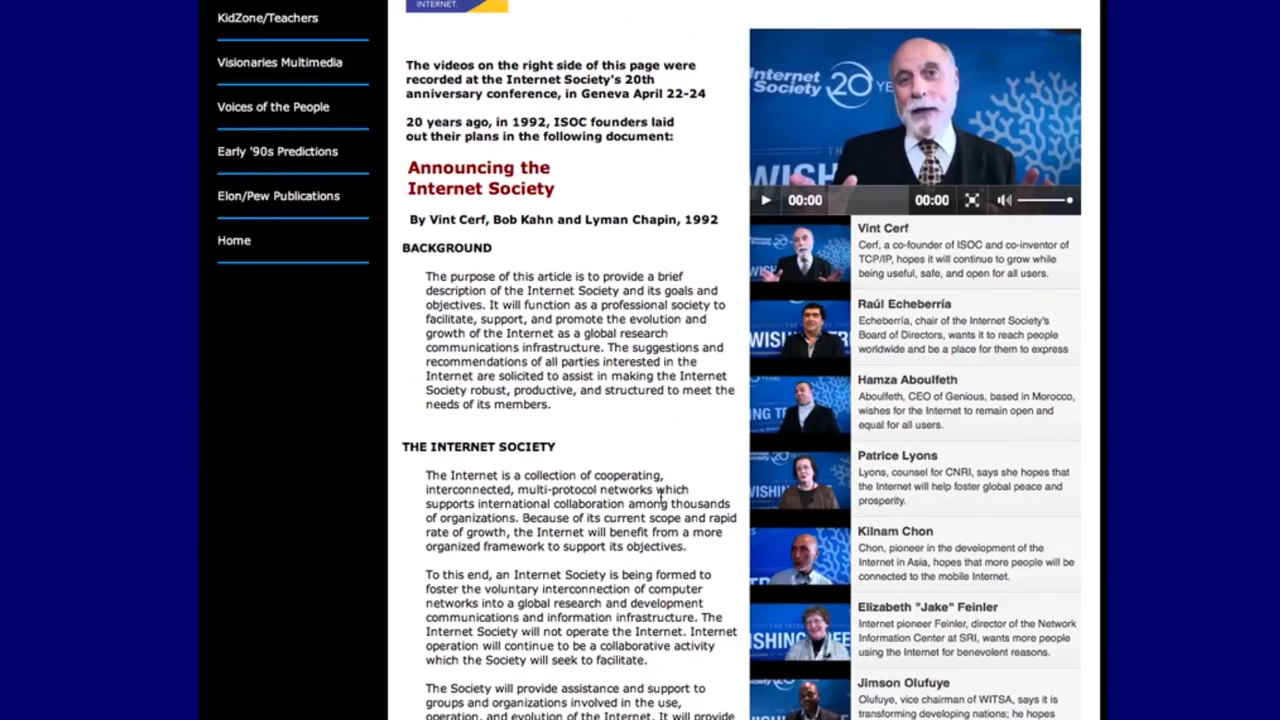 INTERNET.
KidZone/Teachers
Visionaries Multimedia
Voices of the People
Early '90s Predictions
Elon/Pew Publications
Home
The videos on the right side of this page were
recorded at the Internet Society's 20th
anniversary conference, in Geneva April 22-24
20 years ago, in 1992, ISOC founders laid
out their plans in the following document:
Announcing the
Internet Society
By Vint Cerf, Bob Kahn and Lyman Chapin, 1992
BACKGROUND
The purpose of this article is to provide a brief
description of the Internet Society and its goals and
objectives. It will function as a professional society to
facilitate, support, and promote the evolution and
growth of the Internet as a global research
communications infrastructure. The suggestions and
recommendations of all parties interested in the
Internet are solicited to assist in making the Internet
Society robust, productive, and structured to meet the
needs of its members.
THE INTERNET SOCIETY
The Internet is a collection of cooperating,
interconnected, multi-protocol networks which
supports international collaboration among thousands
of organizations. Because of its current scope and rapid
rate of growth, the Internet will benefit from a more
organized framework to support its objectives.
To this end, an Internet Society is being formed to
foster the voluntary interconnection of computer
networks into a global research and development
communications and information infrastructure. The
Internet Society will not operate the Internet. Internet
operation will continue to be a collaborative activity
which the Society will seek to facilitate.
The Society will provide assistance and support to
groups and organizations involved in the use,
operation, and evolution of the Internet. It will provide
Internet
Society 20 YE
WISH
00:00
00:00
Vint Cerf
Cerf, a co-founder of ISOC and co-inventor of
TCP/IP, hopes it will continue to grow while
being useful, safe, and open for all users.
Raúl Echeberría
Echeberría, chair of the Internet Society's
Board of Directors, wants it to reach people
worldwide and be a place for them to express
Hamza Aboulfeth
Aboulfeth, CEO of Genious, based in Morocco,
wishes for the Internet to remain open and
equal for all users.
Patrice Lyons
Lyons, counsel for CNRI, says she hopes that
the Internet will help foster global peace and
prosperity.
Kilnam Chon
Chon, pioneer in the development of the
Internet in Asia, hopes that more people will be
connected to the mobile Internet.
Elizabeth "Jake" Feinler
Internet pioneer Feinler, director of the Network
Information Center at SRI, wants more people
using the Internet for benevolent reasons.
Jimson Olufuye
Olufuye, vice chairman of WITSA, says it is
transforming developing nations; he hopes